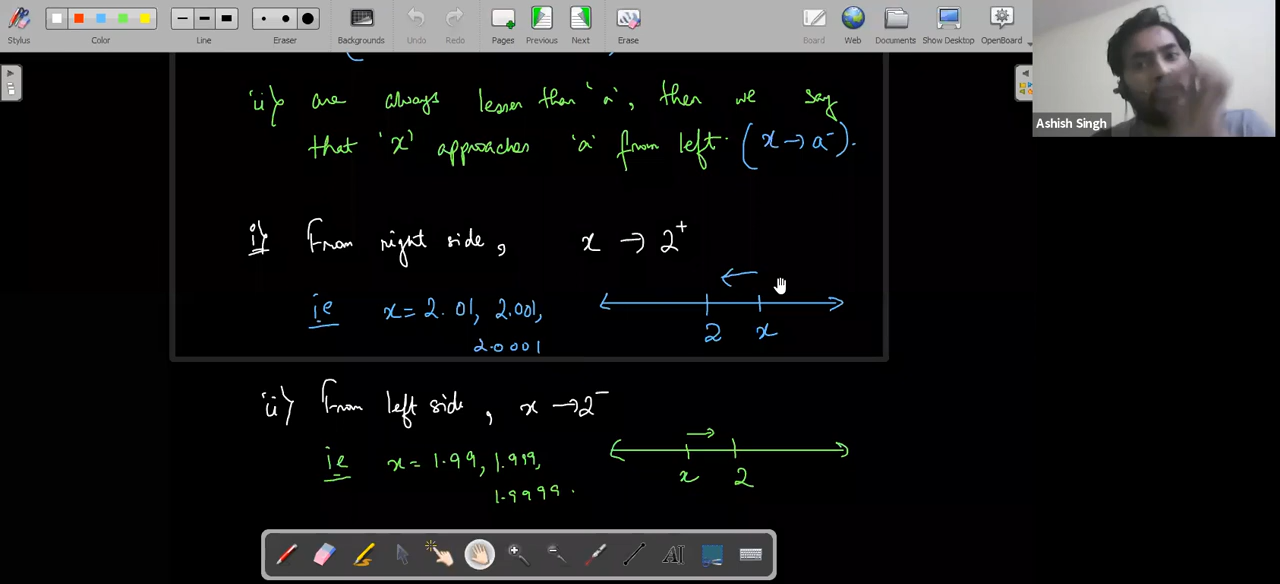 Stylus
Color
Line
Eraser
Backgrounds
Undo
Redo
Pages
Previous
Next
Erase
Board
Web
Documents
Show Desktop
OpenBoard
Ashish Singh
ii) are always lesser than 'a', then we say
that 'x' approaches 'a' from left. (x → a⁻).
i) From right side, x → 2⁺
ie x = 2.01, 2.001,
2.0001
2 x
ii) From left side, x → 2⁻
ie x = 1.99, 1.999,
1.9999.
x 2
AI